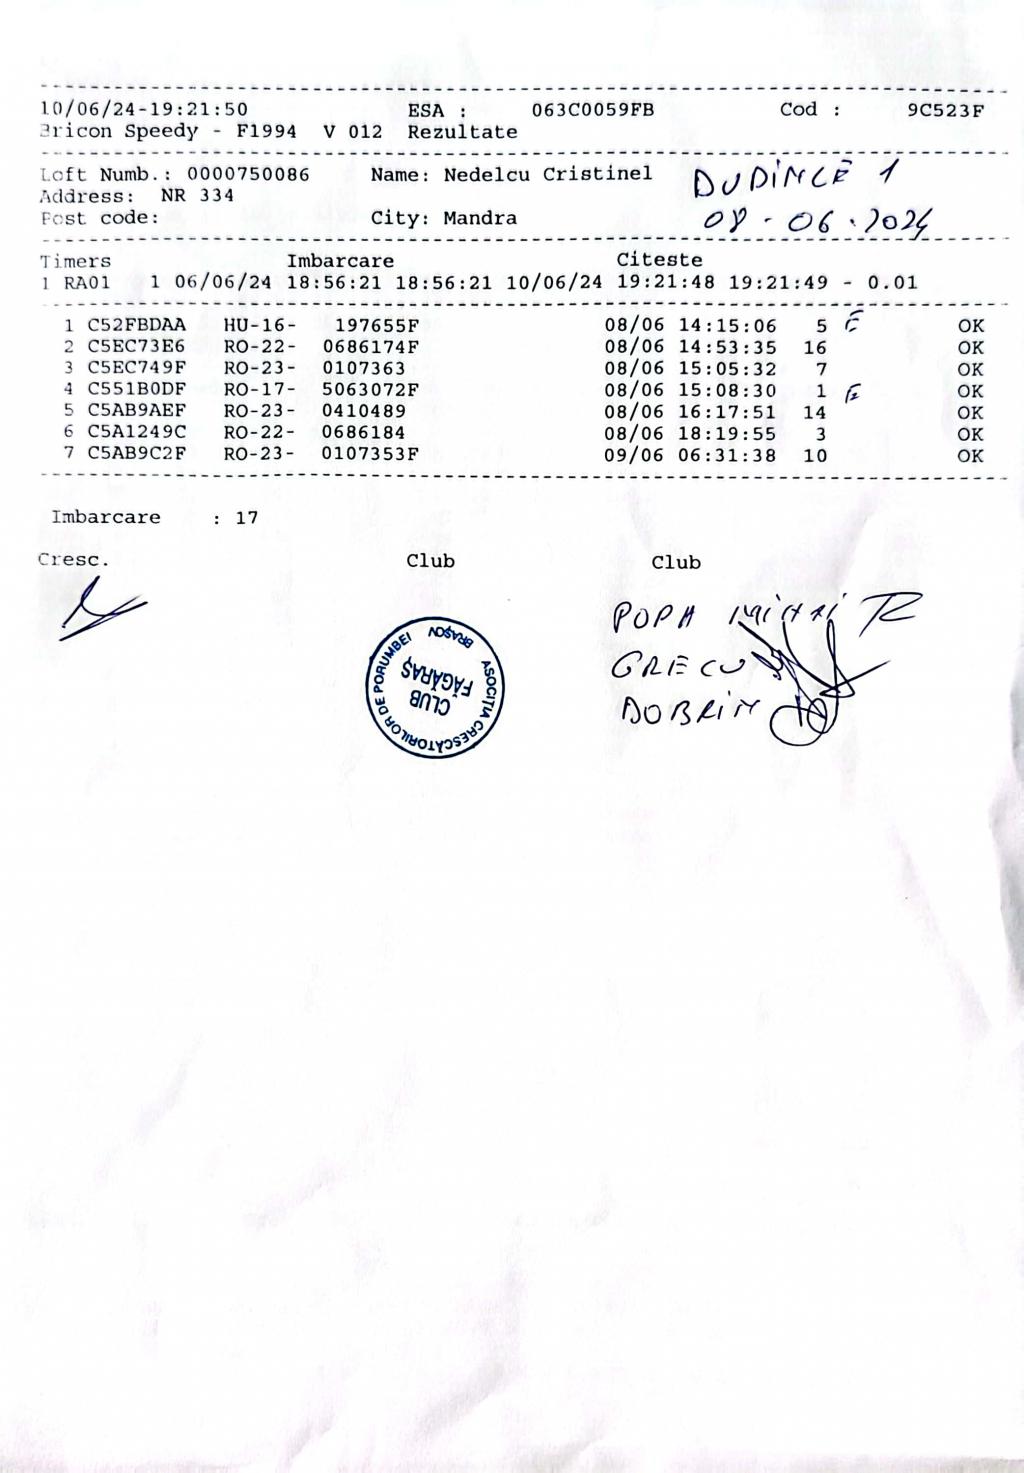 10/06/24-19:21:50 ESA : 063C0059FB Cod : 9C523F
Bricon Speedy - F1994 V 012 Rezultate
Loft Numb.: 0000750086 Name: Nedelcu Cristinel
DUDINCE 1
Address: NR 334
Post code: City: Mandra
08-06-2024
Timers Imbarcare Citeste
1 RA01 1 06/06/24 18:56:21 18:56:21 10/06/24 19:21:48 19:21:49 - 0.01
1 C52FBDAA HU-16- 197655F 08/06 14:15:06 5 OK
2 C5EC73E6 RO-22- 0686174F 08/06 14:53:35 16 OK
3 C5EC749F RO-23- 0107363 08/06 15:05:32 7 OK
4 C551B0DF RO-17- 5063072F 08/06 15:08:30 1 OK
5 C5AB9AEF RO-23- 0410489 08/06 16:17:51 14 OK
6 C5A1249C RO-22- 0686184 08/06 18:19:55 3 OK
7 C5AB9C2F RO-23- 0107353F 09/06 06:31:38 10 OK
Imbarcare : 17
Cresc. Club Club
POPA MIHAI
GRECU
DOBRIN
ASOCIȚIA CRESCĂTORILOR DE PORUMBEI
BRAȘOV
CLUB
FĂGĂRAȘ